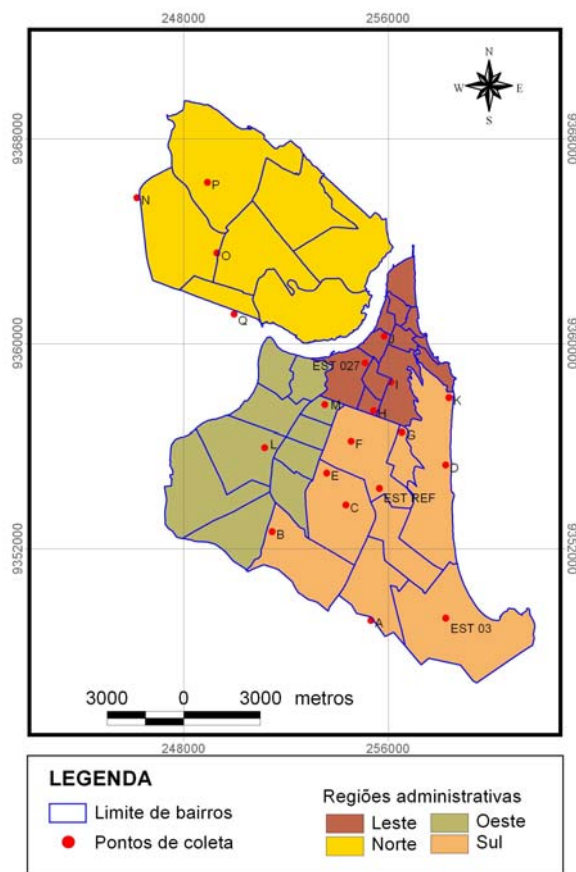 248000 256000
N
W E
S
9368000 9368000
P
N
O
Q
9360000 9360000
J
EST 027
I
K
M
H
G
F
L
D
E
EST REF
C
9352000 9352000
B
A
EST 03
3000 0 3000 metros
248000 256000
LEGENDA
Limite de bairros
Pontos de coleta
Regiões administrativas
Leste Oeste
Norte Sul